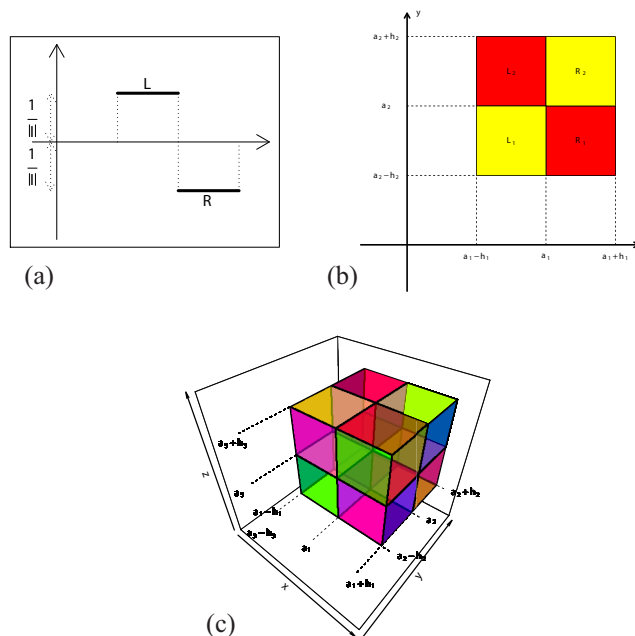 L
1
|I|
1
|I|
R
(a)
y
a₂+h₂
L₂ R₂
a₂
L₁ R₁
a₂-h₂
a₁-h₁ a₁ a₁+h₁
(b)
a₃+h₃
z
a₃
a₁-h₁
a₃-h₃
a₁
x
a₁+h₁
a₂-h₂
a₂
a₂+h₂
y
(c)